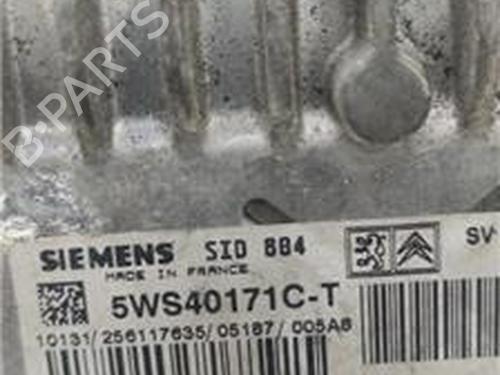 B-PARTS
SIEMENS SID 804 SV
MADE IN FRANCE
5WS40171C-T
10131/256117635/05187/005A8